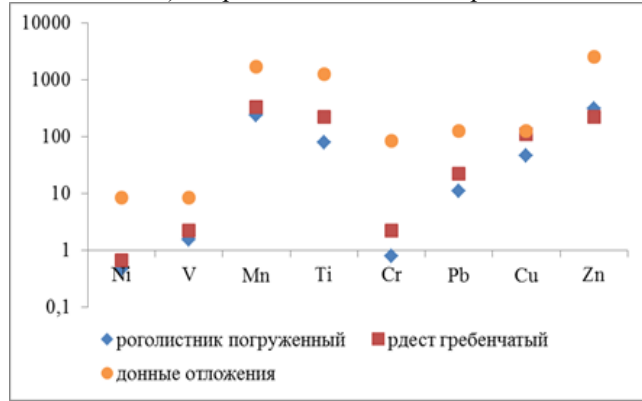 10000
1000
100
10
1
0,1
Ni V Mn Ti Cr Pb Cu Zn
роголистник погруженный рдест гребенчатый
донные отложения